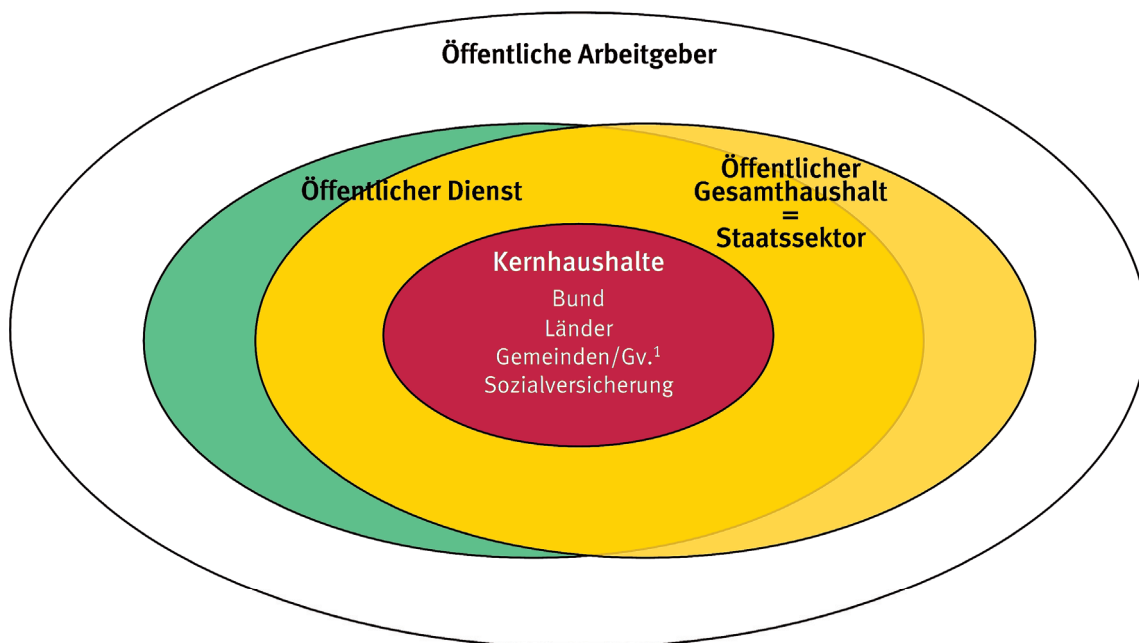 Öffentliche Arbeitgeber
Öffentlicher Dienst
Öffentlicher
Gesamthaushalt
=
Staatssektor
Kernhaushalte
Bund
Länder
Gemeinden/Gv.¹
Sozialversicherung